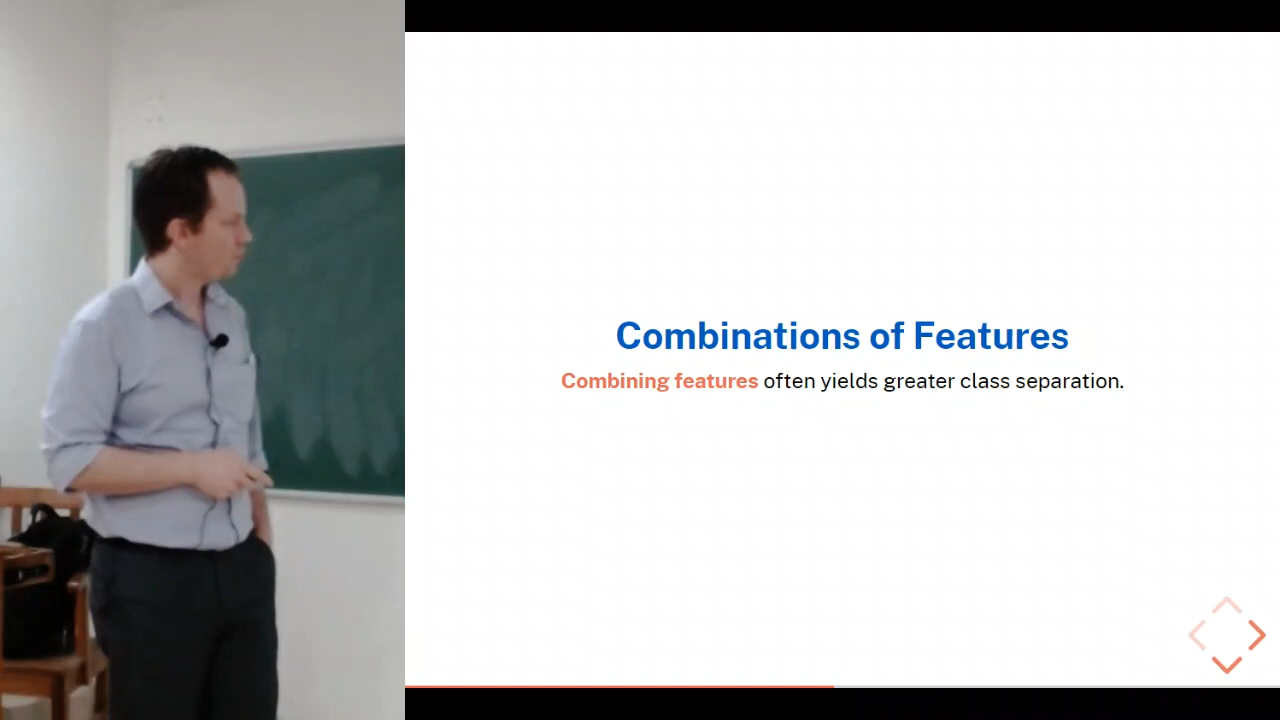 Combinations of Features
Combining features often yields greater class separation.